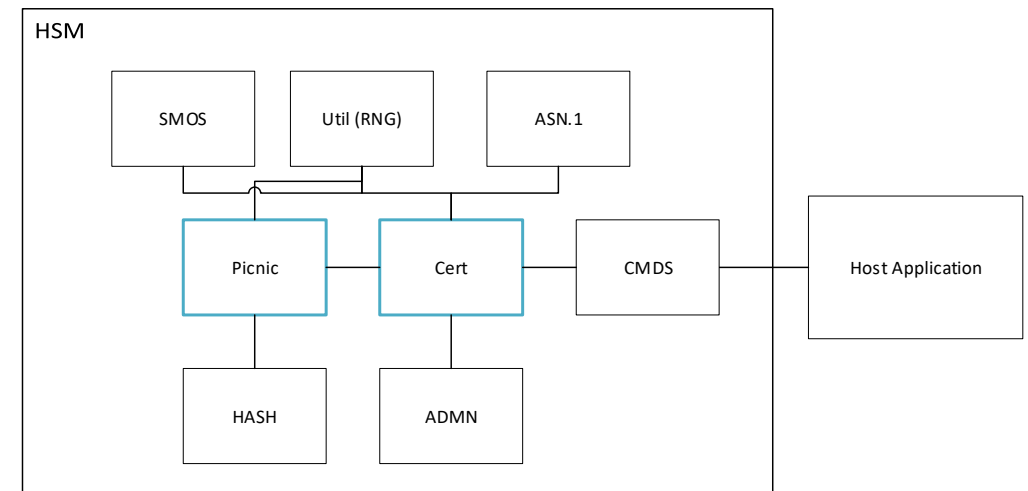 HSM
SMOS
Util (RNG)
ASN.1
Picnic
Cert
CMDS
Host Application
HASH
ADMN